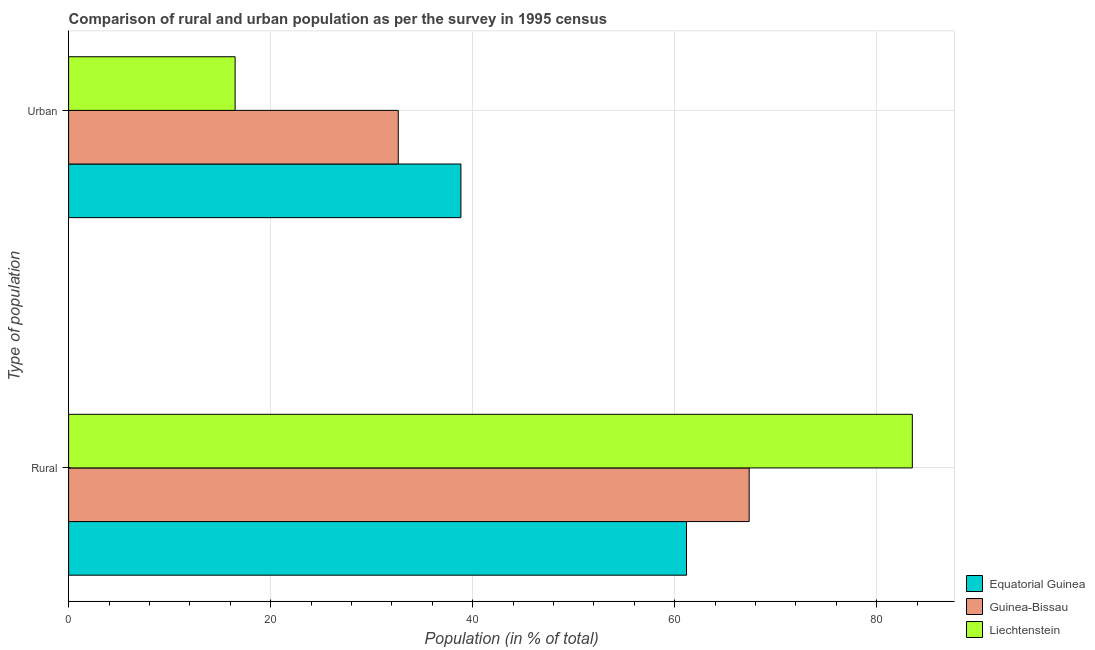 Comparison of rural and urban population as per the survey in 1995 census
Type of population
Urban
Rural
0
20
40
60
80
Population (in % of total)
Equatorial Guinea
Guinea-Bissau
Liechtenstein